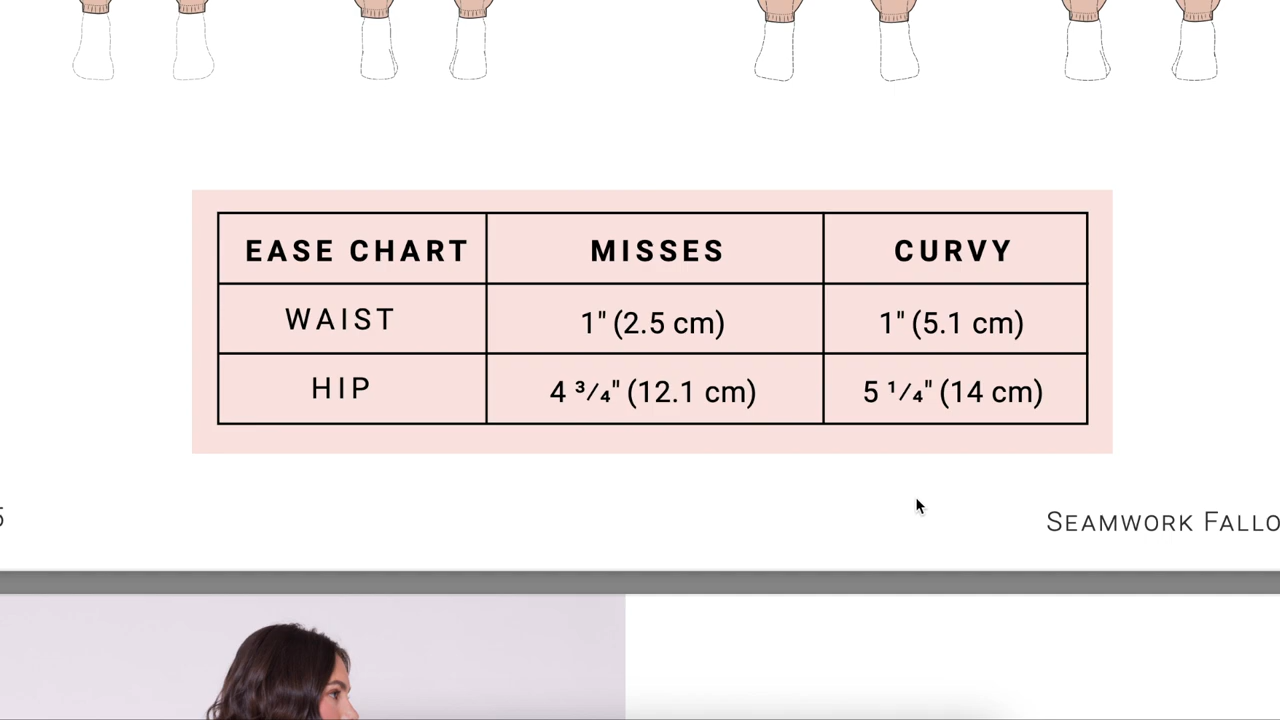 EASE CHART MISSES CURVY
WAIST 1" (2.5 cm) 1" (5.1 cm)
HIP 4 ³/₄" (12.1 cm) 5 ¹/₄" (14 cm)
SEAMWORK